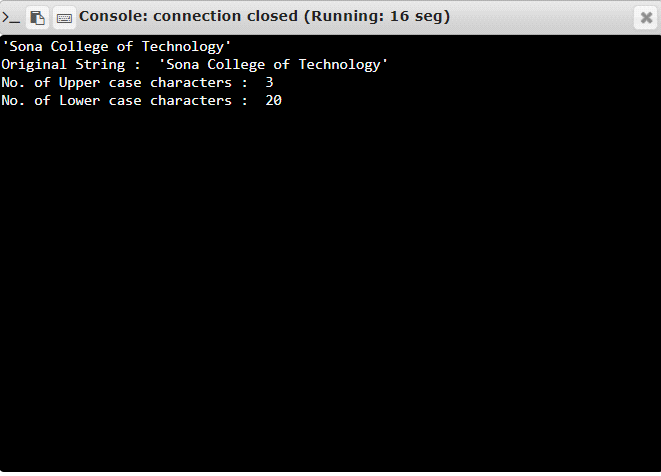 Console: connection closed (Running: 16 seg)
'Sona College of Technology'
Original String :  'Sona College of Technology'
No. of Upper case characters :  3
No. of Lower case characters :  20